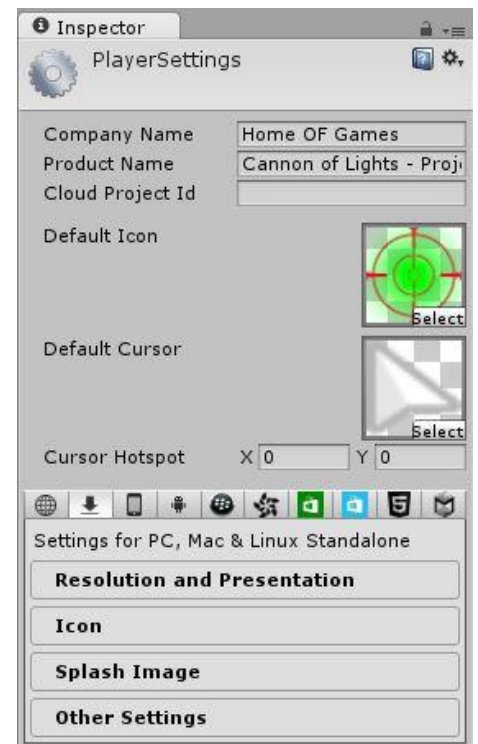 Inspector
PlayerSettings
Company Name Home OF Games
Product Name Cannon of Lights - Proj
Cloud Project Id
Default Icon
Select
Default Cursor
Select
Cursor Hotspot X 0 Y 0
Settings for PC, Mac & Linux Standalone
Resolution and Presentation
Icon
Splash Image
Other Settings